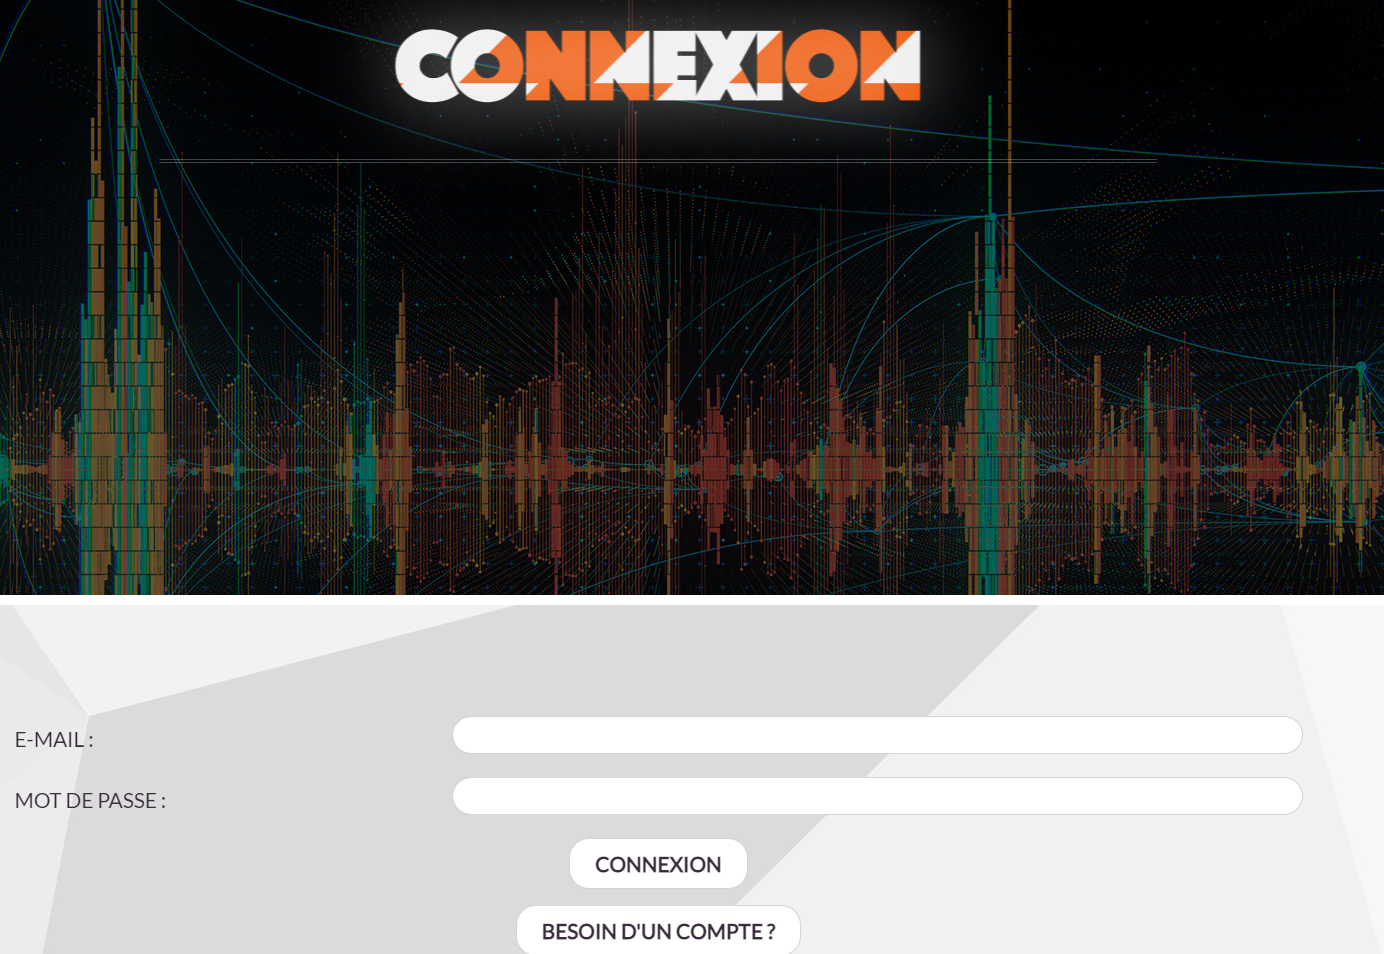 CONNEXION
E-MAIL :
MOT DE PASSE :
CONNEXION
BESOIN D'UN COMPTE ?